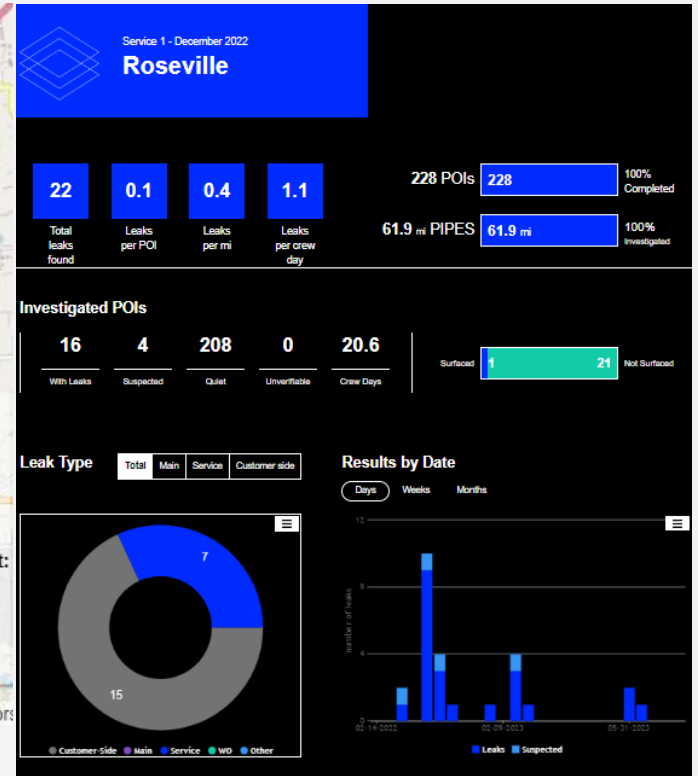 Service 1 - December 2022
Roseville
22
Total
leaks
found
0.1
Leaks
per POI
0.4
Leaks
per mi
1.1
Leaks
per crew
day
228 POIs 228 100%
Completed
61.9 mi PIPES 61.9 mi 100%
Investigated
Investigated POIs
16
With Leaks
4
Suspected
208
Quiet
0
Unverifiable
20.6
Crew Days
Surfaced 1 21 Not Surfaced
Leak Type Total Main Service Customer side
7
15
Customer-Side Main Service WO Other
Results by Date
Days Weeks Months
12
8
4
0
number of leaks
02-14-2022 02-09-2023 05-31-2023
Leaks Suspected
t:
ors